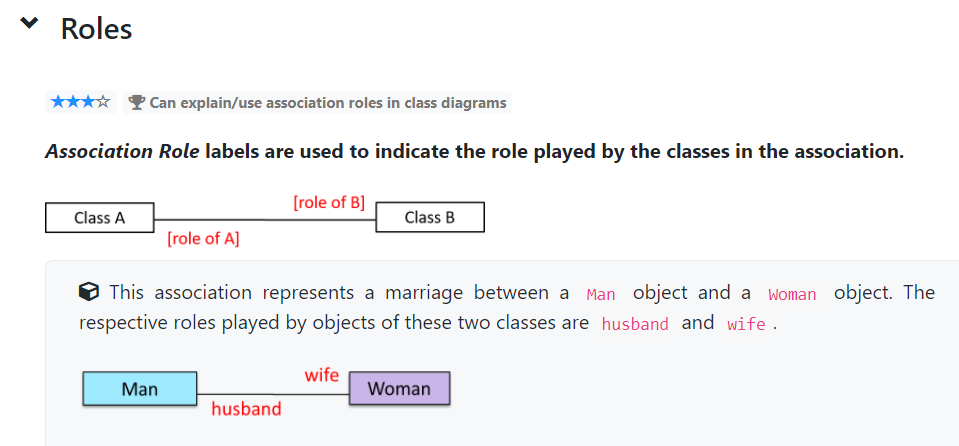 Roles
★★★☆ Can explain/use association roles in class diagrams
Association Role labels are used to indicate the role played by the classes in the association.
[role of B]
Class A
Class B
[role of A]
This association represents a marriage between a Man object and a Woman object. The
respective roles played by objects of these two classes are husband and wife .
wife
Man
Woman
husband